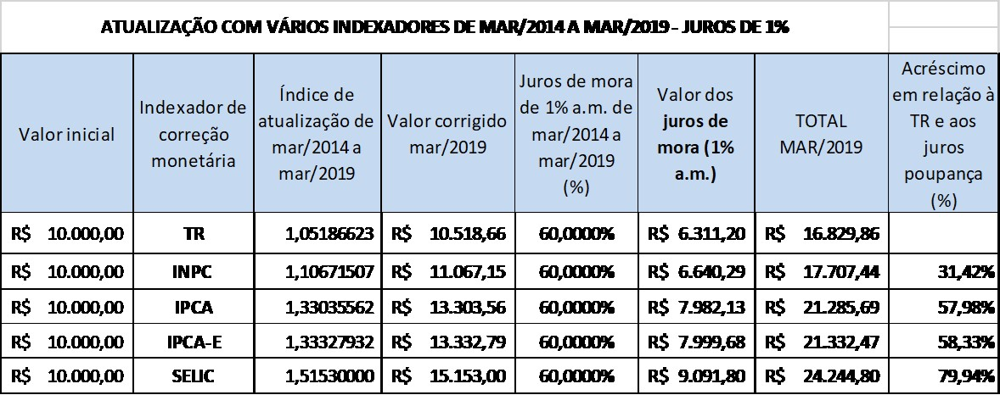 ATUALIZAÇÃO COM VÁRIOS INDEXADORES DE MAR/2014 A MAR/2019 - JUROS DE 1%
Valor inicial
Indexador de
correção
monetária
Índice de
atualização de
mar/2014 a
mar/2019
Valor corrigido
mar/2019
Juros de mora
de 1% a.m. de
mar/2014 a
mar/2019
(%)
Valor dos
juros de
mora (1%
a.m.)
TOTAL
MAR/2019
Acréscimo
em relação à
TR e aos
juros
poupança
(%)
R$ 10.000,00 TR 1,05186623 R$ 10.518,66 60,0000% R$ 6.311,20 R$ 16.829,86
R$ 10.000,00 INPC 1,10671507 R$ 11.067,15 60,0000% R$ 6.640,29 R$ 17.707,44 31,42%
R$ 10.000,00 IPCA 1,33035562 R$ 13.303,56 60,0000% R$ 7.982,13 R$ 21.285,69 57,98%
R$ 10.000,00 IPCA-E 1,33327932 R$ 13.332,79 60,0000% R$ 7.999,68 R$ 21.332,47 58,33%
R$ 10.000,00 SELIC 1,51530000 R$ 15.153,00 60,0000% R$ 9.091,80 R$ 24.244,80 79,94%